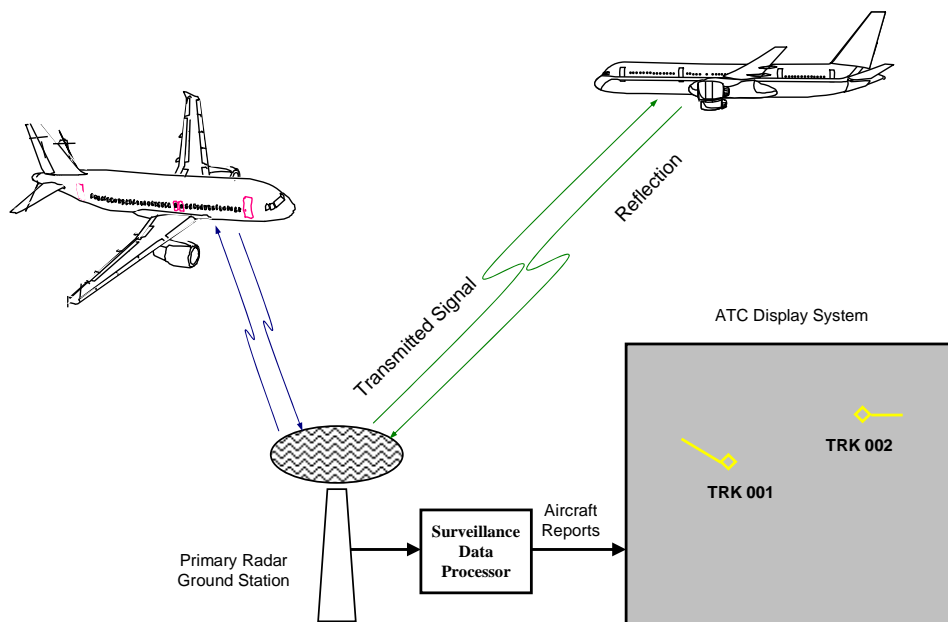 Reflection
Transmitted Signal
ATC Display System
TRK 002
TRK 001
Primary Radar
Ground Station
Surveillance
Data
Processor
Aircraft
Reports